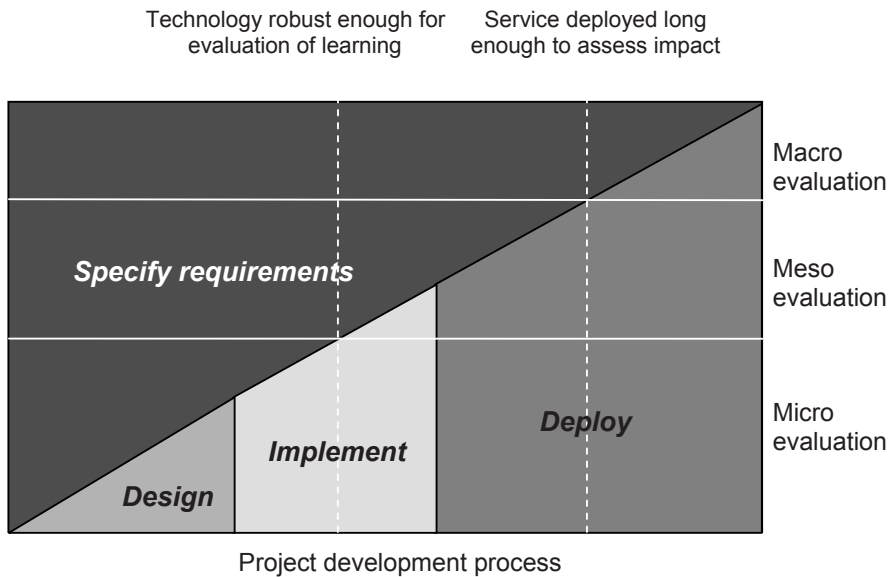 Technology robust enough for
evaluation of learning
Service deployed long
enough to assess impact
Macro
evaluation
Specify requirements
Meso
evaluation
Micro
evaluation
Deploy
Implement
Design
Project development process